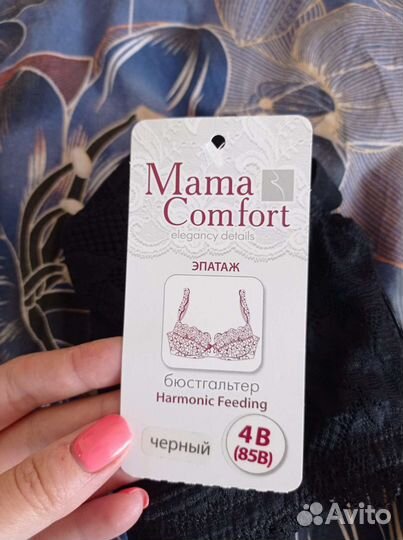 Mama
Comfort
elegancy details
ЭПАТАЖ
бюстгальтер
Harmonic Feeding
черный
4B
(85B)
Avito